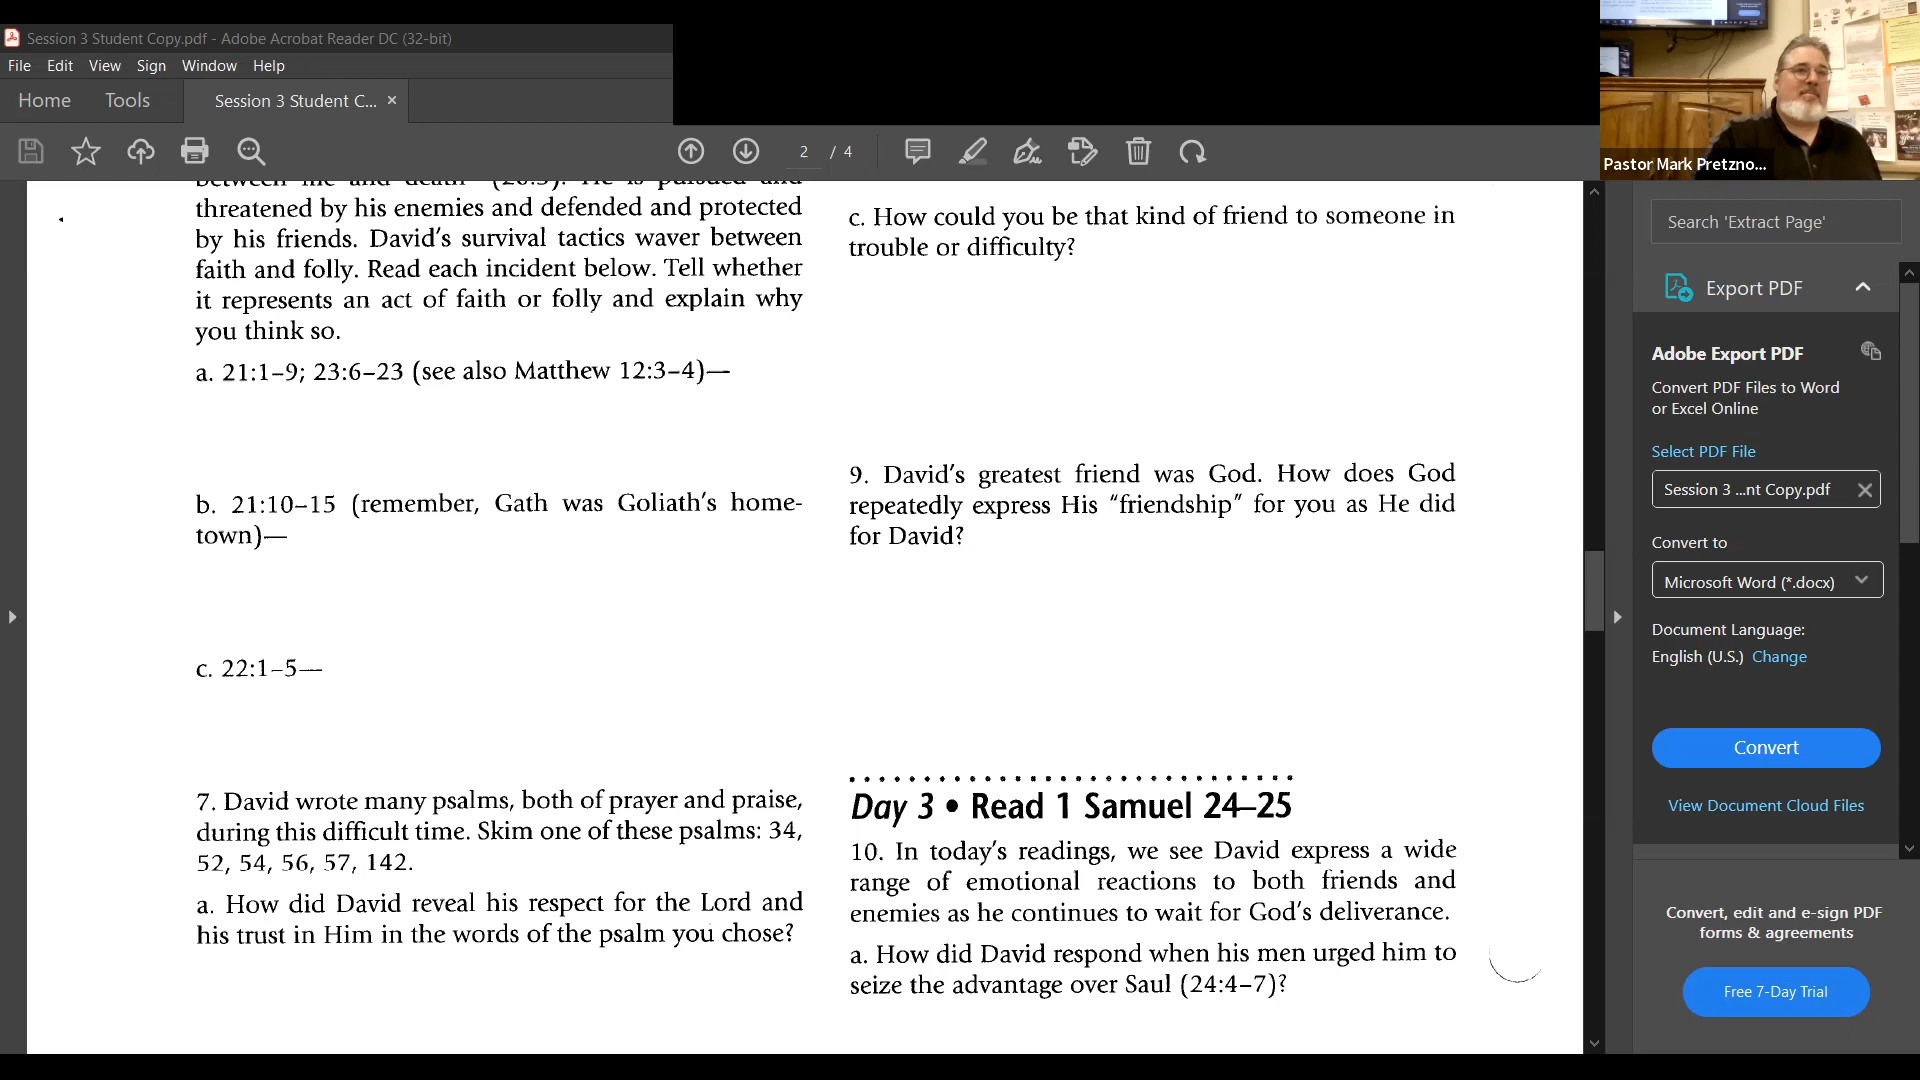 Session 3 Student Copy.pdf - Adobe Acrobat Reader DC (32-bit)
File Edit View Sign Window Help
Home Tools Session 3 Student C... ×
2 / 4
Pastor Mark Pretzno...
between me and death" (20:3). He is pursued and
threatened by his enemies and defended and protected
by his friends. David's survival tactics waver between
faith and folly. Read each incident below. Tell whether
it represents an act of faith or folly and explain why
you think so.
a. 21:1–9; 23:6–23 (see also Matthew 12:3–4)—
b. 21:10–15 (remember, Gath was Goliath's home-
town)—
c. 22:1–5—
7. David wrote many psalms, both of prayer and praise,
during this difficult time. Skim one of these psalms: 34,
52, 54, 56, 57, 142.
a. How did David reveal his respect for the Lord and
his trust in Him in the words of the psalm you chose?
c. How could you be that kind of friend to someone in
trouble or difficulty?
9. David's greatest friend was God. How does God
repeatedly express His "friendship" for you as He did
for David?
Day 3 • Read 1 Samuel 24–25
10. In today's readings, we see David express a wide
range of emotional reactions to both friends and
enemies as he continues to wait for God's deliverance.
a. How did David respond when his men urged him to
seize the advantage over Saul (24:4–7)?
Search 'Extract Page'
Export PDF
Adobe Export PDF
Convert PDF Files to Word
or Excel Online
Select PDF File
Session 3 ...nt Copy.pdf
Convert to
Microsoft Word (*.docx)
Document Language:
English (U.S.) Change
Convert
View Document Cloud Files
Convert, edit and e-sign PDF
forms & agreements
Free 7-Day Trial